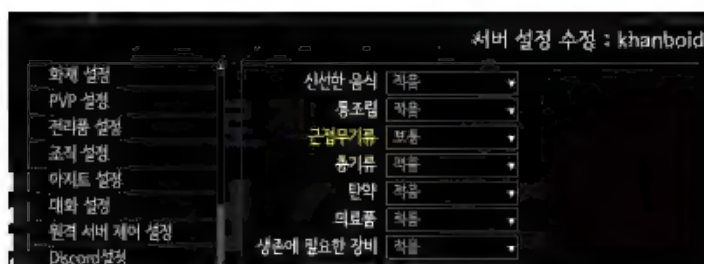 서버 설정 수정 : khanboid
화재 설정
PVP 설정
전리품 설정
조직 설정
아지트 설정
대화 설정
원격 서버 제어 설정
Discord설정
신선한 음식 적음
통조림 적음
근접무기류 보통
총기류 적음
탄약 적음
의료품 적음
생존에 필요한 장비 적음